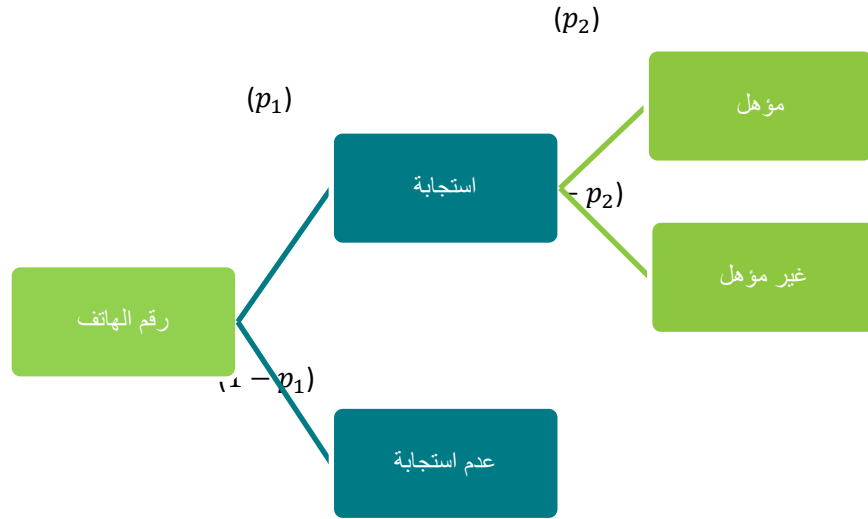 (p₂)
مؤهل
(p₁)
استجابة
− p₂)
غير مؤهل
رقم الهاتف
(1 − p₁)
عدم استجابة